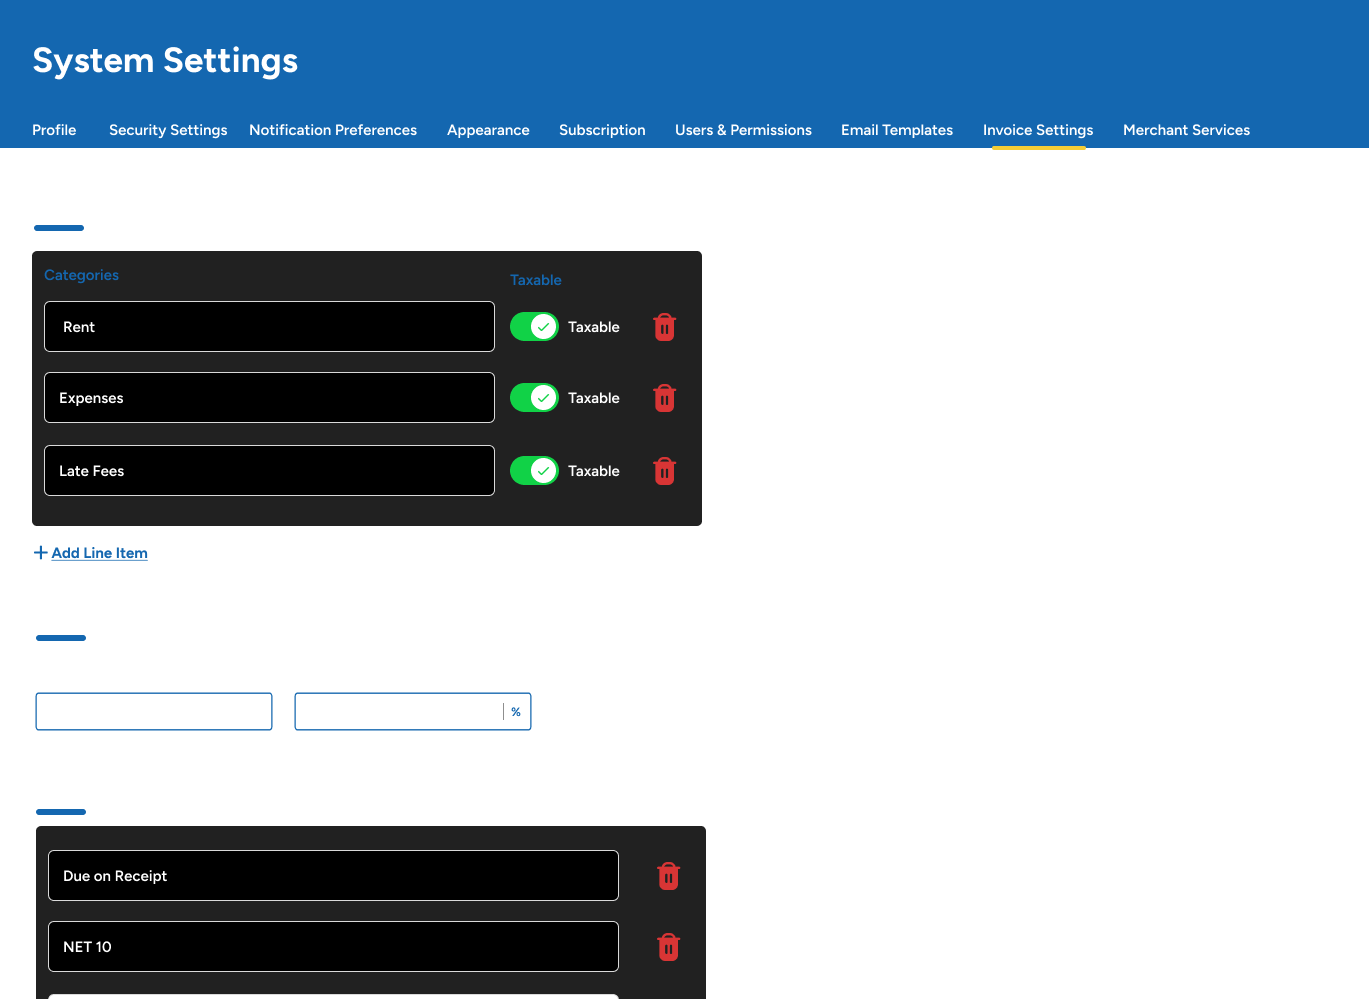 System Settings
Profile Security Settings Notification Preferences Appearance Subscription Users & Permissions Email Templates Invoice Settings Merchant Services
Categories Taxable
Rent Taxable
Expenses Taxable
Late Fees Taxable
Add Line Item
%
Due on Receipt
NET 10